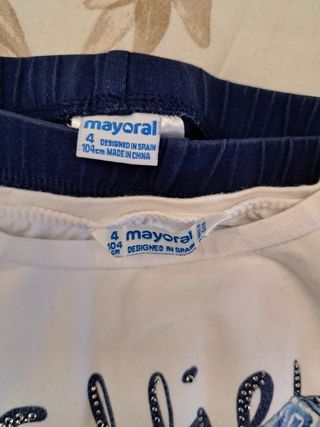 mayoral
4
104cm
DESIGNED IN SPAIN
MADE IN CHINA
4
104
cm
mayoral
DESIGNED IN SPAIN